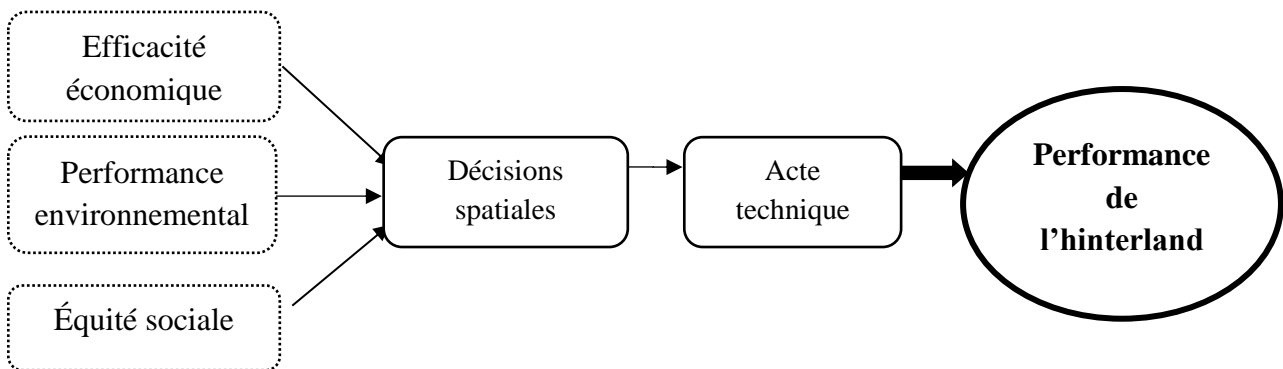 Efficacité
économique
Performance
environnemental
Équité sociale
Décisions
spatiales
Acte
technique
Performance
de
l’hinterland